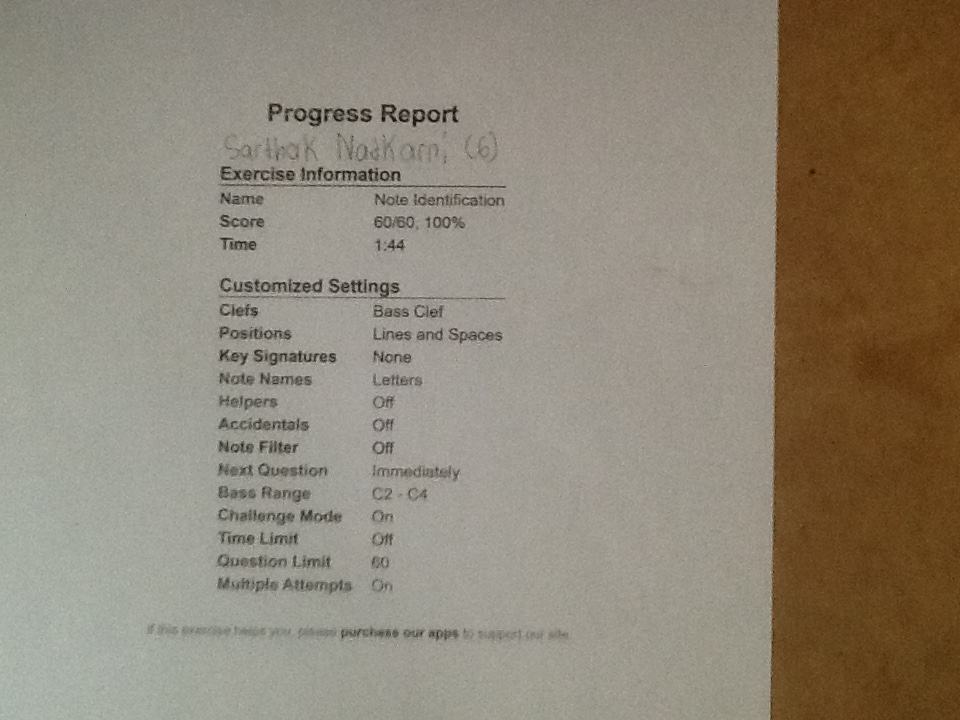 Progress Report
Sarthak Nadkarni (6)
Exercise Information
Name Note Identification
Score 60/60, 100%
Time 1:44
Customized Settings
Clefs Bass Clef
Positions Lines and Spaces
Key Signatures None
Note Names Letters
Helpers Off
Accidentals Off
Note Filter Off
Next Question Immediately
Bass Range C2 - C4
Challenge Mode On
Time Limit Off
Question Limit 60
Multiple Attempts On
If this exercise helps you, please purchase our apps to support our site.